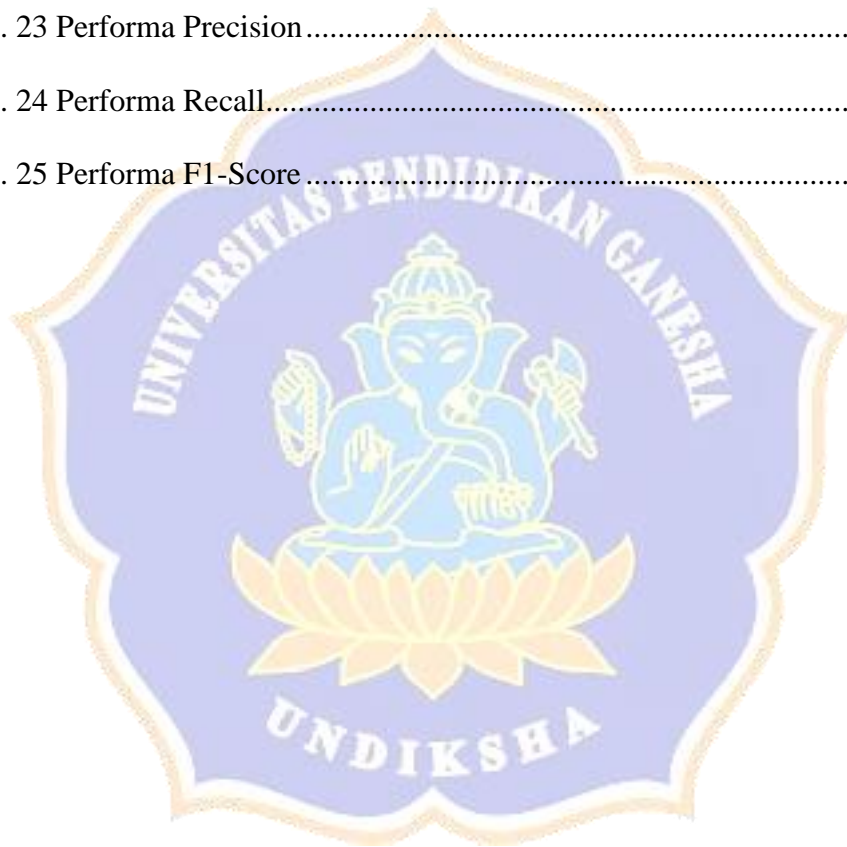 . 23 Performa Precision....................................................................
. 24 Performa Recall.........................................................................
. 25 Performa F1-Score....................................................................
UNIVERSITAS PENDIDIKAN GANESHA
UNDIKSHA